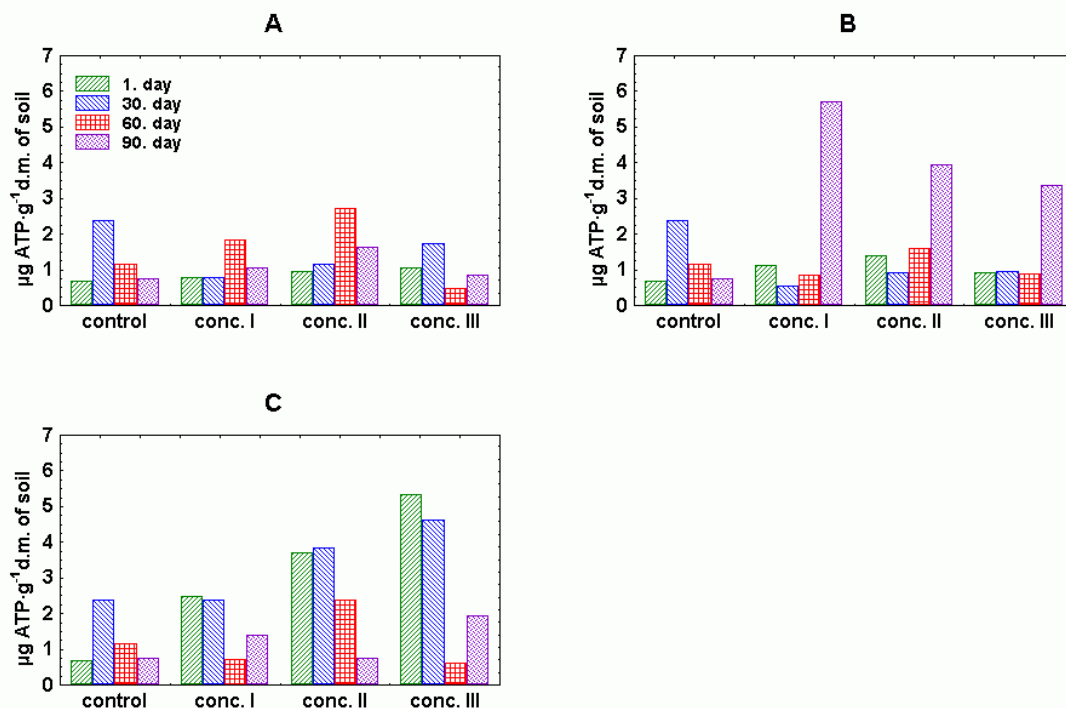 A
7
6
5
4
3
2
1
0
µg ATP·g⁻¹d.m. of soil
1. day
30. day
60. day
90. day
control conc. I conc. II conc. III
B
7
6
5
4
3
2
1
0
µg ATP·g⁻¹d.m. of soil
control conc. I conc. II conc. III
C
7
6
5
4
3
2
1
0
µg ATP·g⁻¹d.m. of soil
control conc. I conc. II conc. III